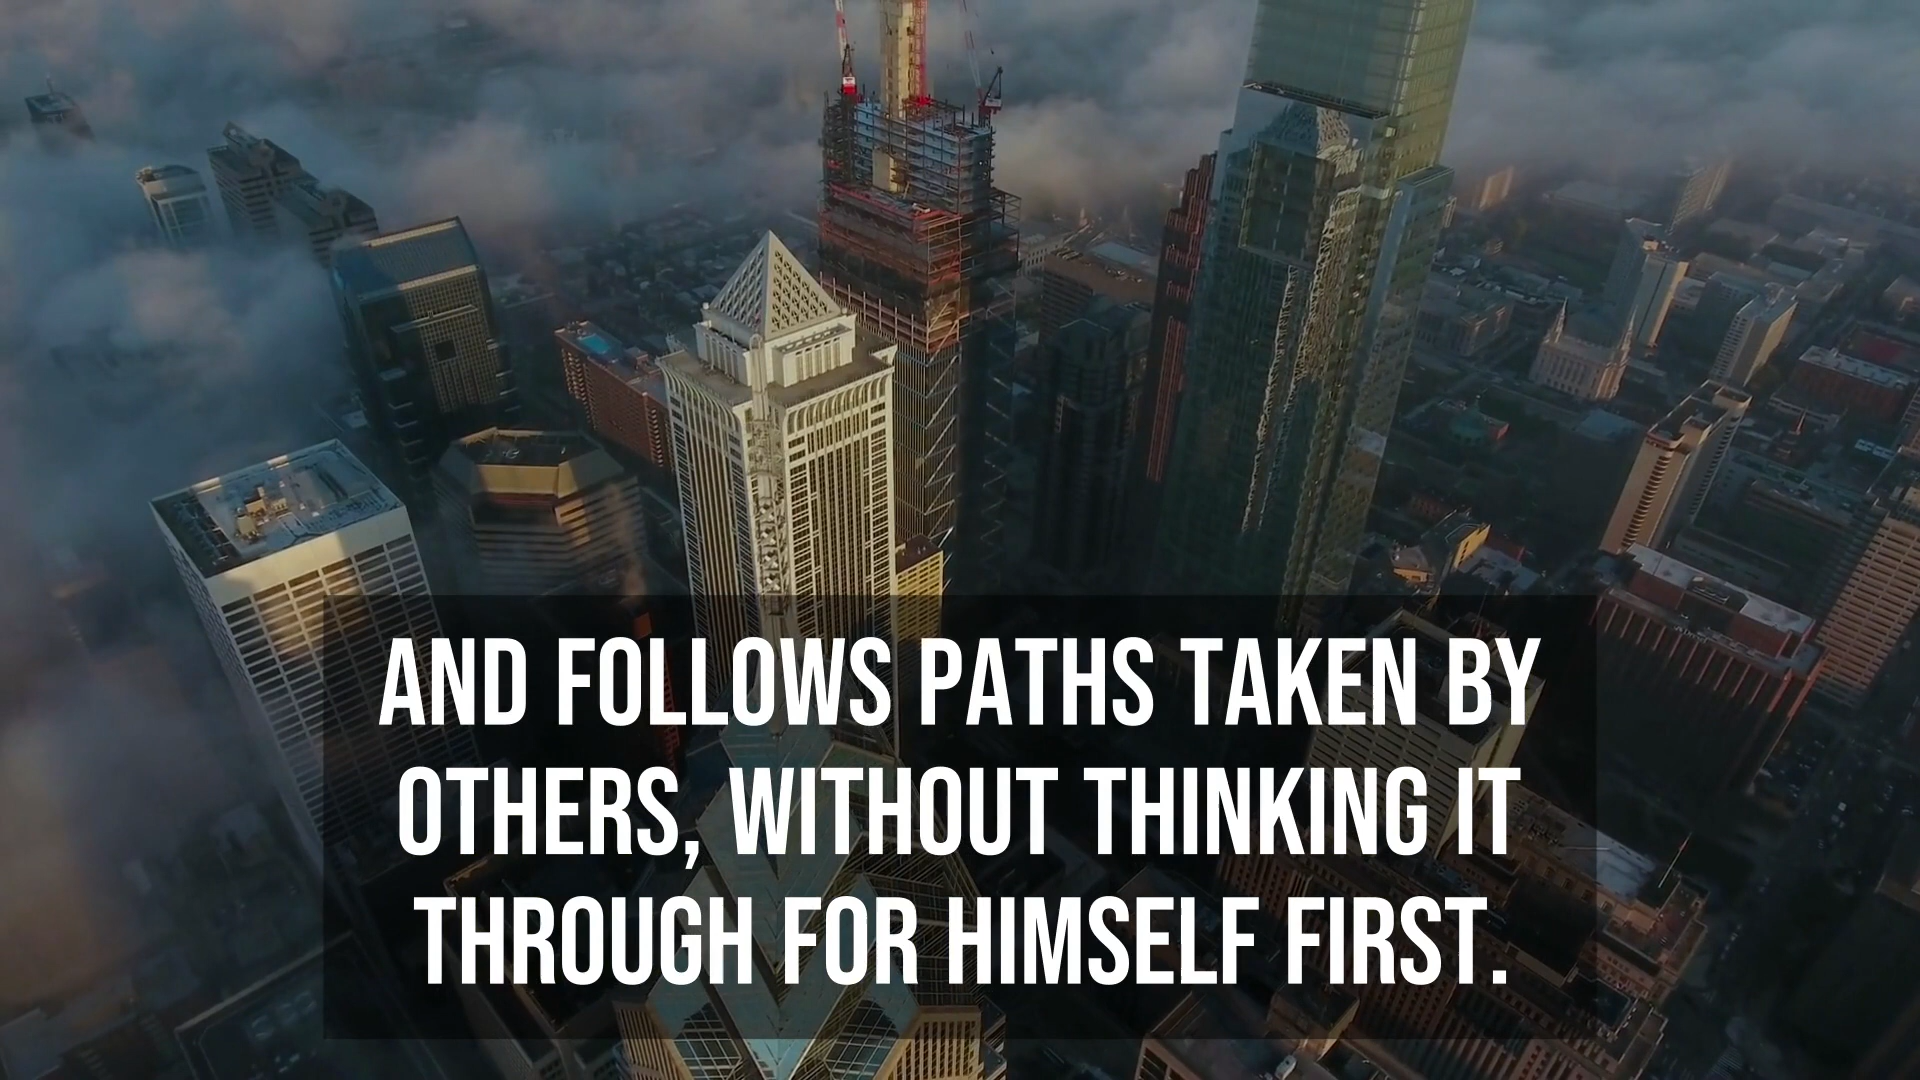 AND FOLLOWS PATHS TAKEN BY
OTHERS, WITHOUT THINKING IT
THROUGH FOR HIMSELF FIRST.